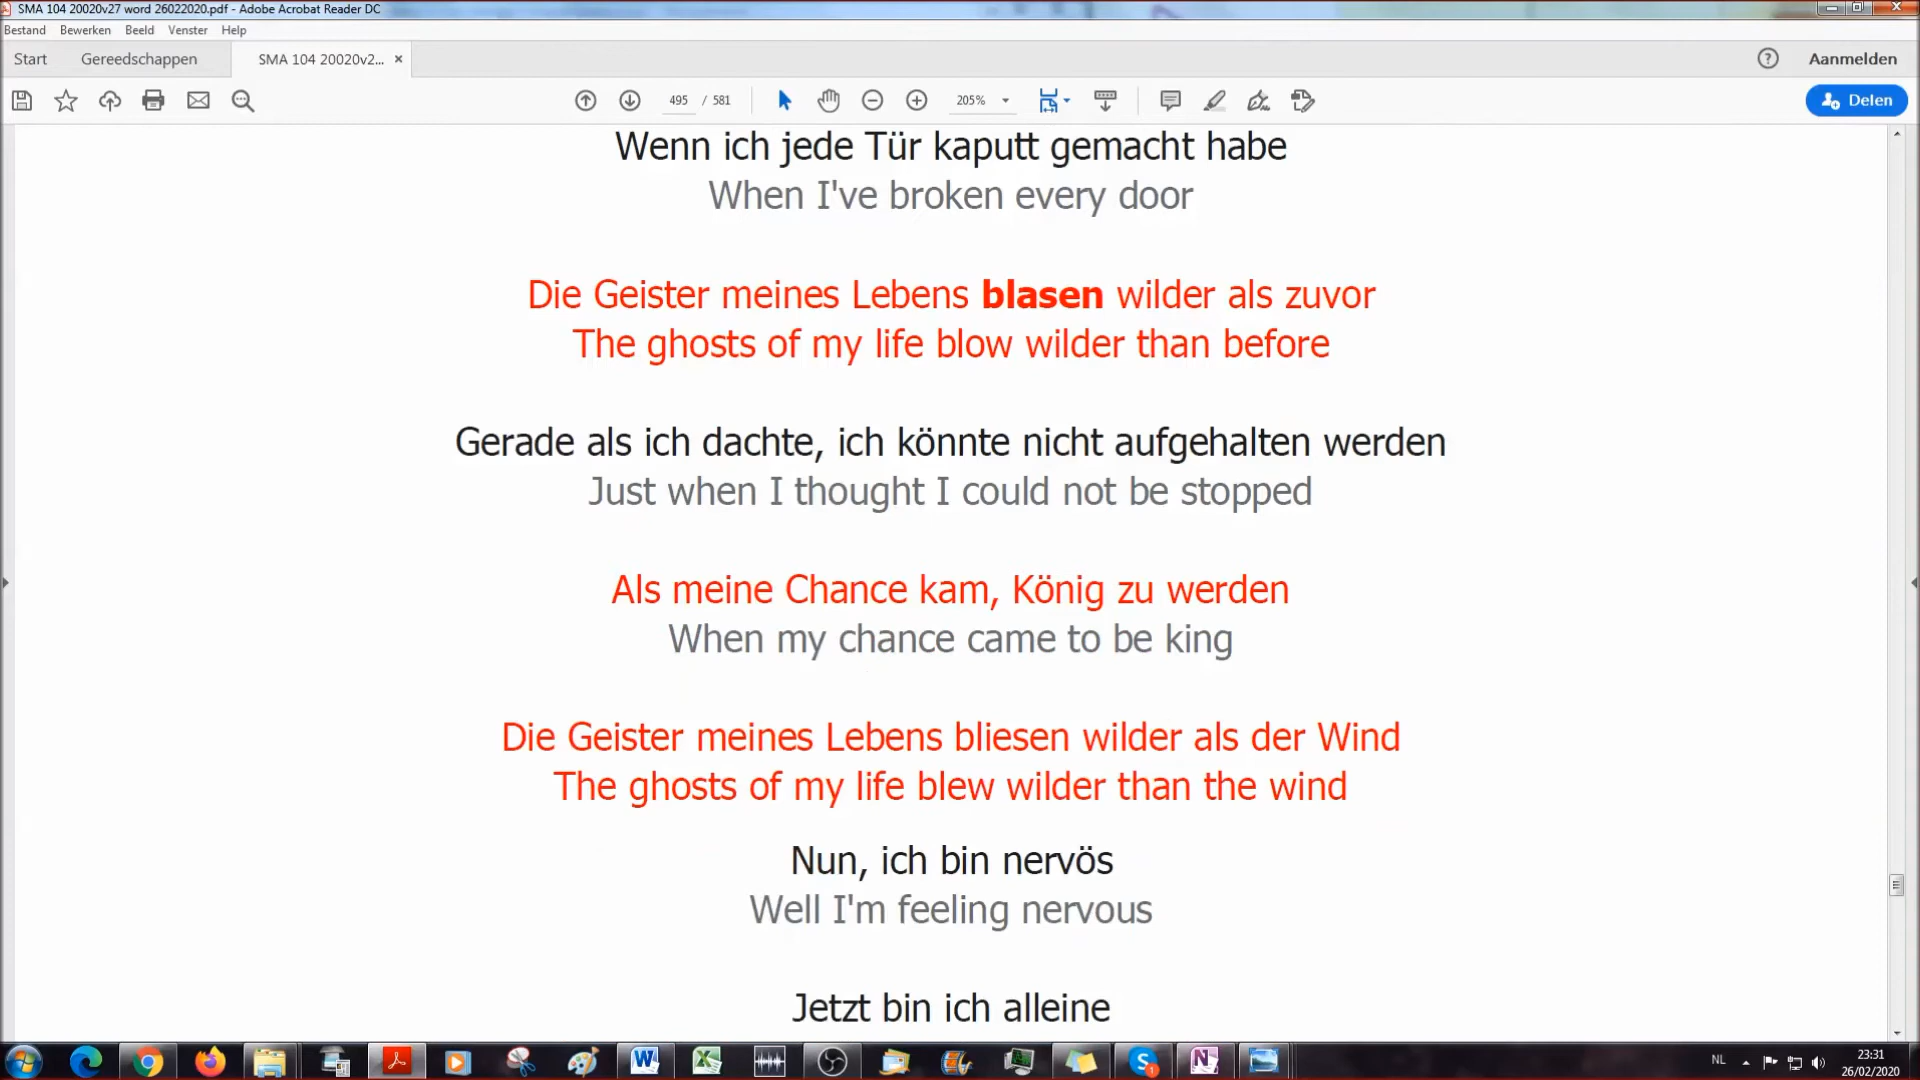 SMA 104 20020v27 word 26022020.pdf - Adobe Acrobat Reader DC
Bestand Bewerken Beeld Venster Help
Start Gereedschappen SMA 104 20020v2... × Aanmelden
495 / 581 205% Delen
Wenn ich jede Tür kaputt gemacht habe
When I've broken every door
Die Geister meines Lebens blasen wilder als zuvor
The ghosts of my life blow wilder than before
Gerade als ich dachte, ich könnte nicht aufgehalten werden
Just when I thought I could not be stopped
Als meine Chance kam, König zu werden
When my chance came to be king
Die Geister meines Lebens bliesen wilder als der Wind
The ghosts of my life blew wilder than the wind
Nun, ich bin nervös
Well I'm feeling nervous
Jetzt bin ich alleine
NL 23:31
26/02/2020